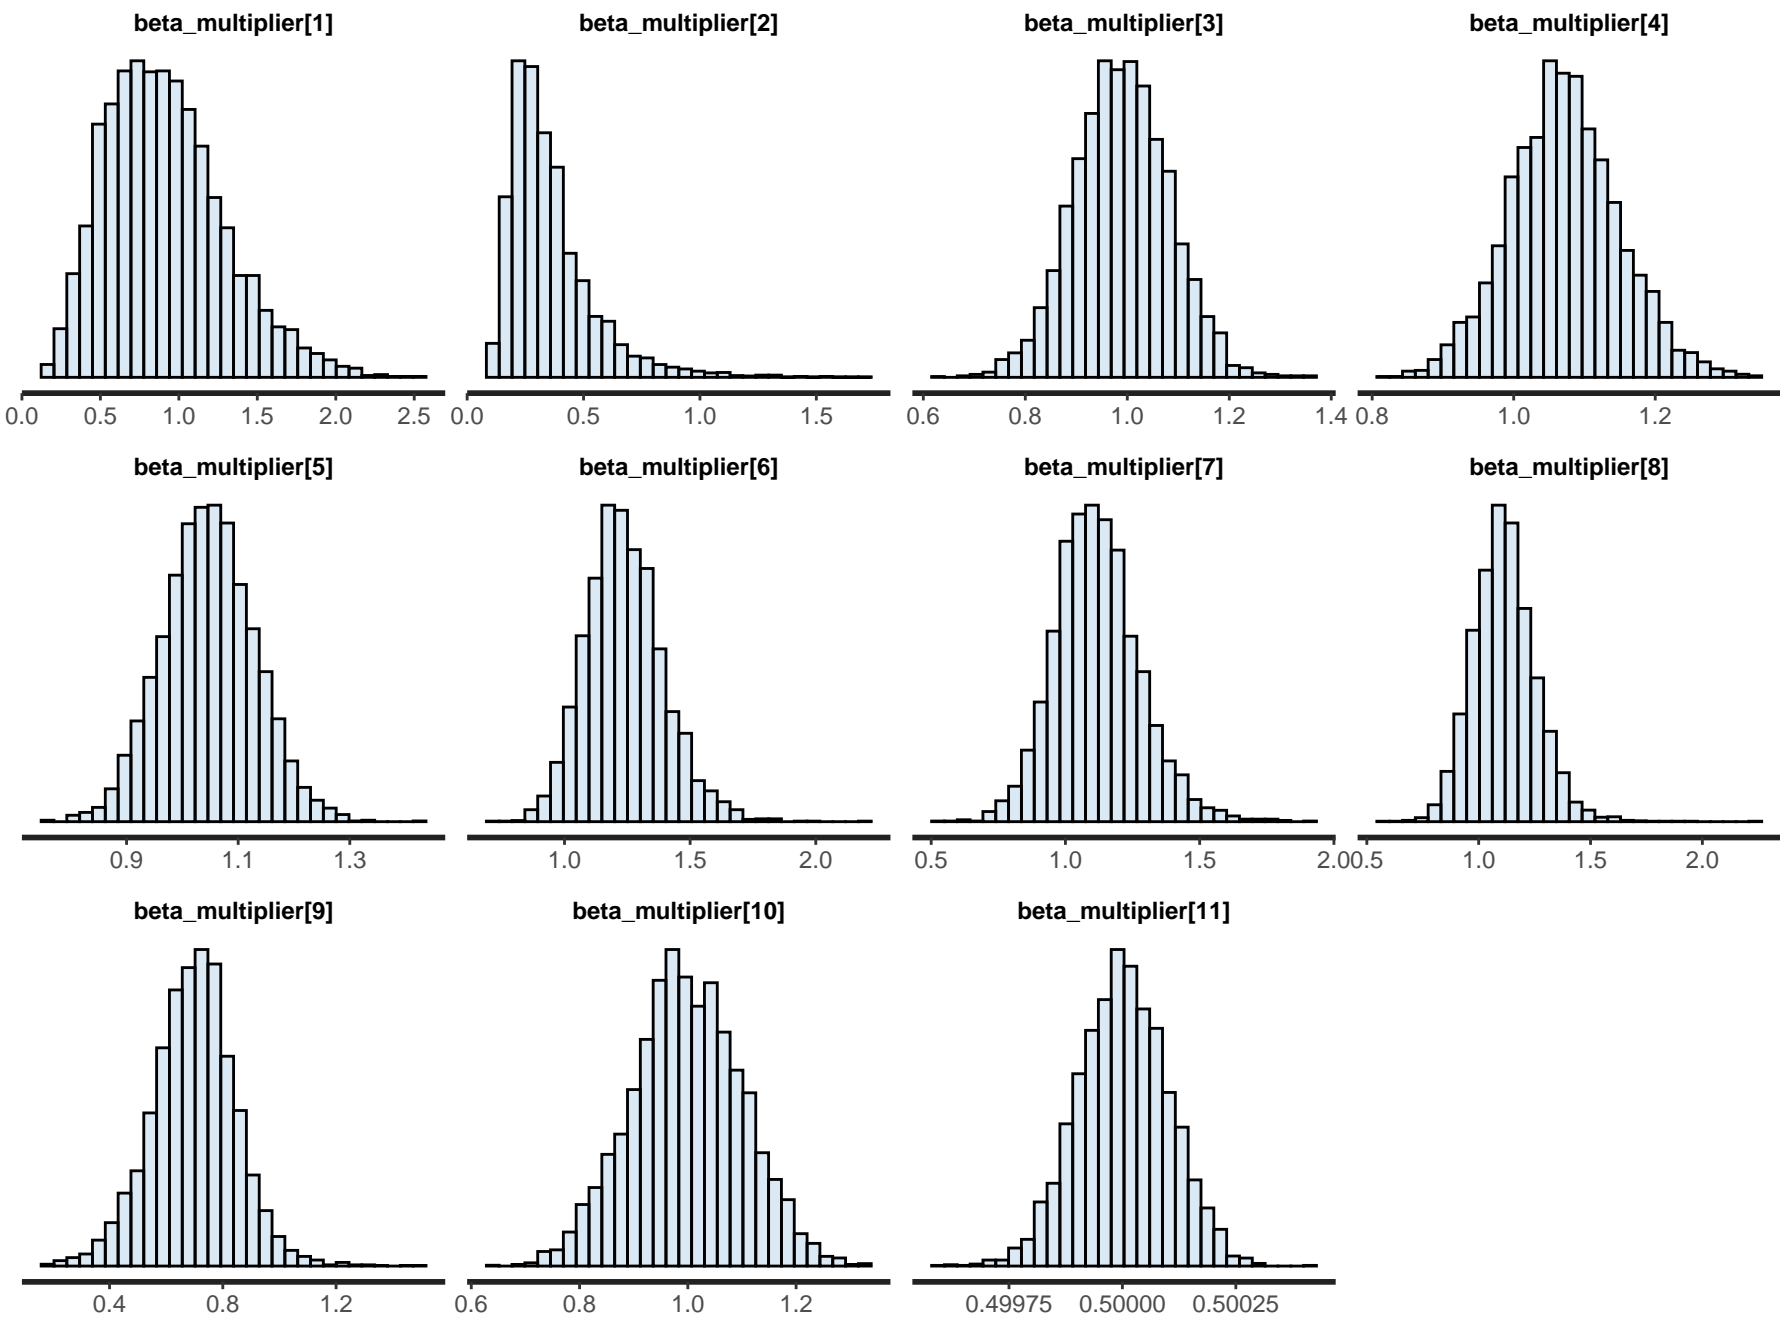 beta_multiplier[1] beta_multiplier[2] beta_multiplier[3] beta_multiplier[4]
0.0 0.5 1.0 1.5 2.0 2.5 0.0 0.5 1.0 1.5 0.6 0.8 1.0 1.2 1.4 0.8 1.0 1.2
beta_multiplier[5] beta_multiplier[6] beta_multiplier[7] beta_multiplier[8]
0.9 1.1 1.3 1.0 1.5 2.0 0.5 1.0 1.5 2.0 0.5 1.0 1.5 2.0
beta_multiplier[9] beta_multiplier[10] beta_multiplier[11]
0.4 0.8 1.2 0.6 0.8 1.0 1.2 0.49975 0.50000 0.50025